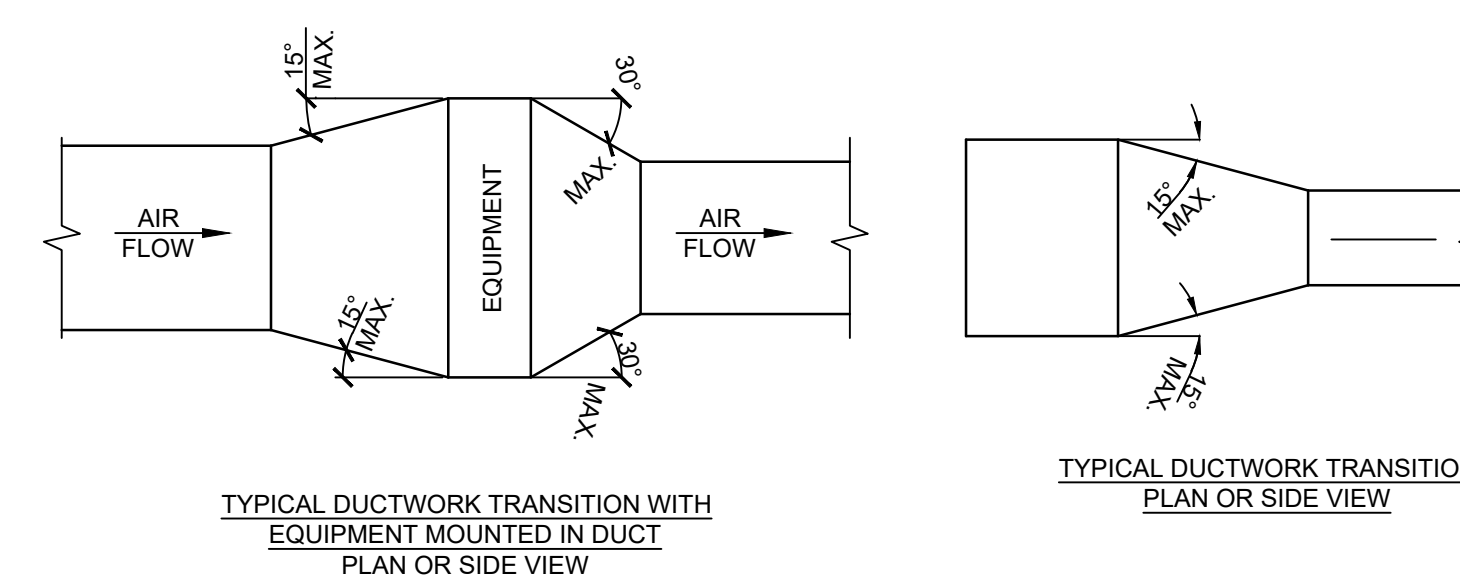 15°
MAX.
30°
MAX.
AIR
FLOW
EQUIPMENT
AIR
FLOW
15°
MAX.
30°
MAX.
TYPICAL DUCTWORK TRANSITION WITH
EQUIPMENT MOUNTED IN DUCT
PLAN OR SIDE VIEW
15°
MAX.
15°
MAX.
TYPICAL DUCTWORK TRANSITIO
PLAN OR SIDE VIEW